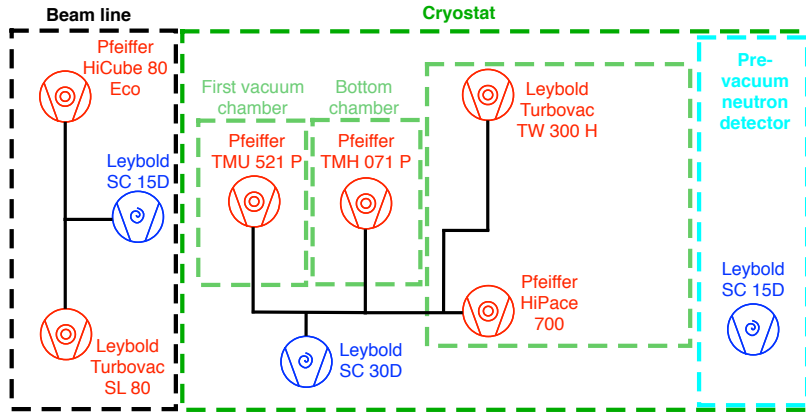 Beam line
Pfeiffer
HiCube 80
Eco
Leybold
SC 15D
Leybold
Turbovac
SL 80
Cryostat
First vacuum
chamber
Pfeiffer
TMU 521 P
Bottom
chamber
Pfeiffer
TMH 071 P
Leybold
Turbovac
TW 300 H
Pfeiffer
HiPace
700
Leybold
SC 30D
Pre-
vacuum
neutron
detector
Leybold
SC 15D